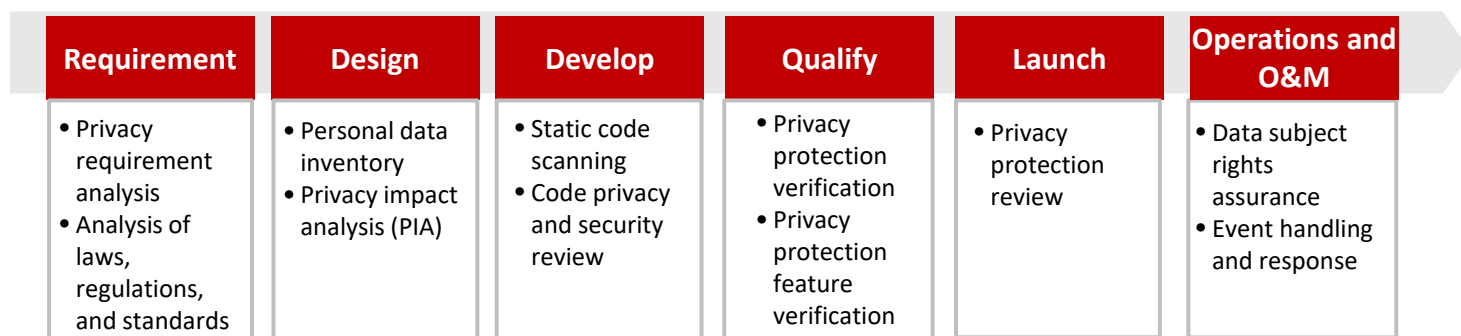 Requirement
• Privacy
requirement
analysis
• Analysis of
laws,
regulations,
and standards
Design
• Personal data
inventory
• Privacy impact
analysis (PIA)
Develop
• Static code
scanning
• Code privacy
and security
review
Qualify
• Privacy
protection
verification
• Privacy
protection
feature
verification
Launch
• Privacy
protection
review
Operations and
O&M
• Data subject
rights
assurance
• Event handling
and response